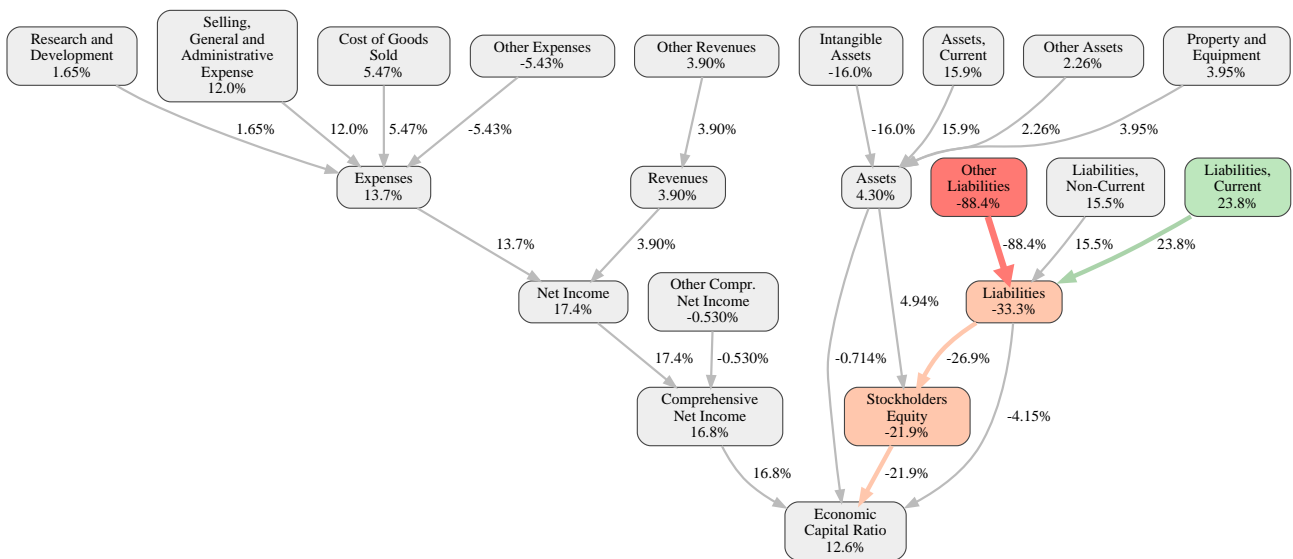 Research and
Development
1.65%
Selling,
General and
Administrative
Expense
12.0%
Cost of Goods
Sold
5.47%
Other Expenses
-5.43%
Other Revenues
3.90%
Intangible
Assets
-16.0%
Assets,
Current
15.9%
Other Assets
2.26%
Property and
Equipment
3.95%
1.65%
12.0%
5.47%
-5.43%
3.90%
-16.0%
15.9%
2.26%
3.95%
Expenses
13.7%
Revenues
3.90%
Assets
4.30%
Other
Liabilities
-88.4%
Liabilities,
Non-Current
15.5%
Liabilities,
Current
23.8%
13.7%
3.90%
-88.4%
15.5%
23.8%
Net Income
17.4%
Other Compr.
Net Income
-0.530%
4.94%
Liabilities
-33.3%
17.4%
-0.530%
-0.714%
-26.9%
Comprehensive
Net Income
16.8%
Stockholders
Equity
-21.9%
-4.15%
16.8%
-21.9%
Economic
Capital Ratio
12.6%